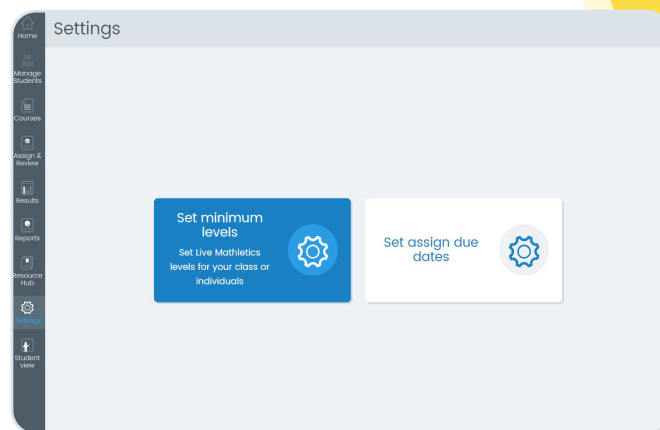 Home
Settings
Manage
Students
Courses
Assign &
Review
Results
Reports
Resource
Hub
Settings
Student
view
Set minimum
levels
Set Live Mathletics
levels for your class or
individuals
Set assign due
dates